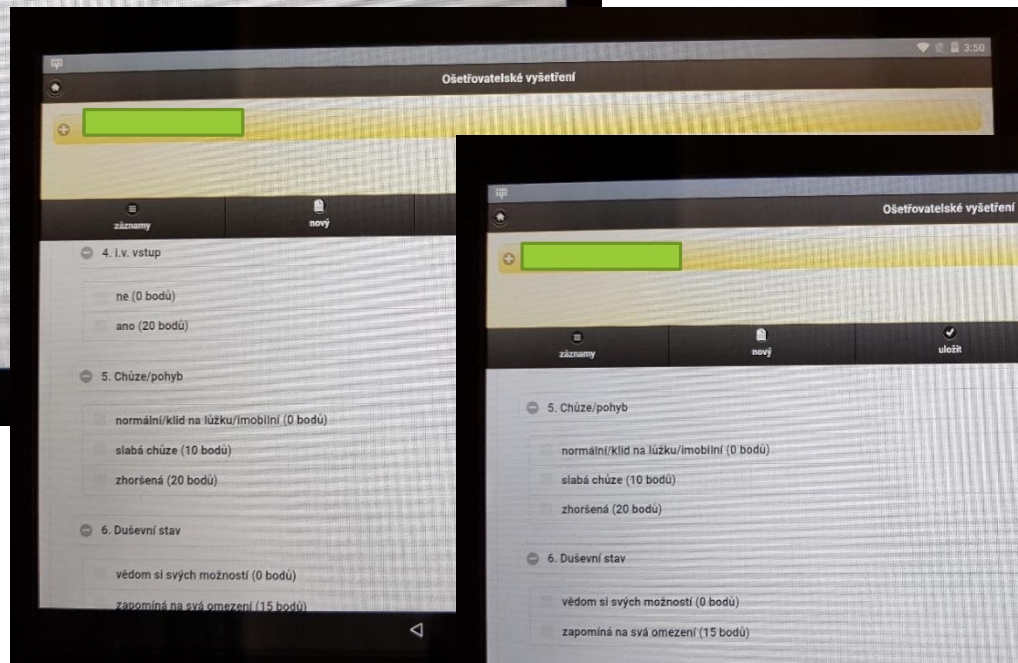 3:50
Ošetřovatelské vyšetření
záznamy
nový
4. i.v. vstup
ne (0 bodů)
ano (20 bodů)
5. Chůze/pohyb
normální/klid na lůžku/imobilní (0 bodů)
slabá chůze (10 bodů)
zhoršená (20 bodů)
6. Duševní stav
vědom si svých možností (0 bodů)
zapomíná na svá omezení (15 bodů)
Ošetřovatelské vyšetření
záznamy
nový
uložit
5. Chůze/pohyb
normální/klid na lůžku/imobilní (0 bodů)
slabá chůze (10 bodů)
zhoršená (20 bodů)
6. Duševní stav
vědom si svých možností (0 bodů)
zapomíná na svá omezení (15 bodů)